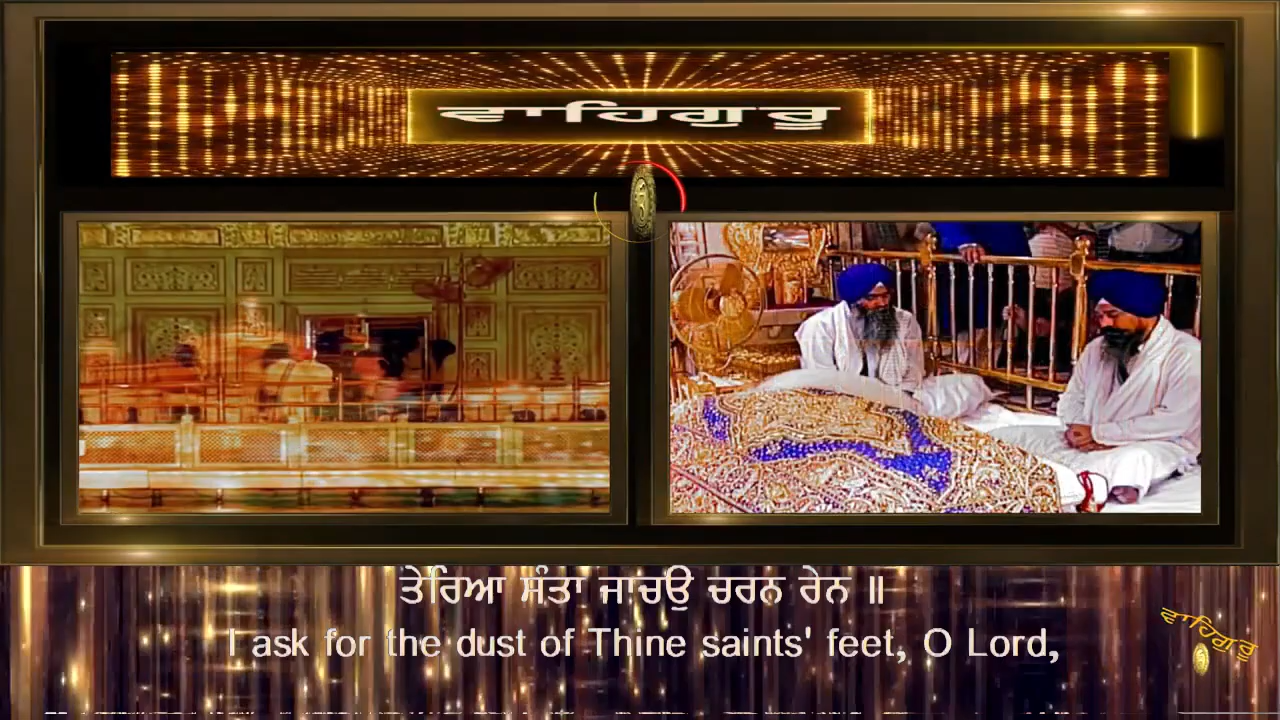 ਵਾਹਿਗੁਰੂ
ਤੇਰਿਆ ਸੰਤਾ ਜਾਚਉ ਚਰਨ ਰੇਨ ॥
I ask for the dust of Thine saints' feet, O Lord,
ਵਾਹਿਗੁਰੂ